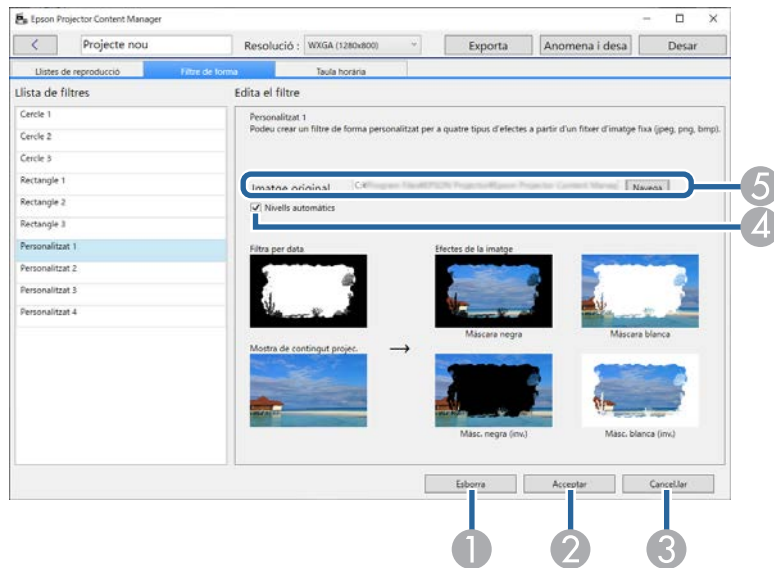 Epson Projector Content Manager
Projecte nou
Resolució :
WXGA (1280x800)
Exporta
Anomena i desa
Desar
Llistes de reproducció
Filtre de forma
Taula horària
Llista de filtres
Edita el filtre
Cercle 1
Cercle 2
Cercle 3
Rectangle 1
Rectangle 2
Rectangle 3
Personalitzat 1
Personalitzat 2
Personalitzat 3
Personalitzat 4
Personalitzat 1
Podeu crear un filtre de forma personalitzat per a quatre tipus d'efectes a partir d'un fitxer d'imatge fixa (jpeg, png, bmp).
Imatge original
Navega
5
Nivells automàtics
4
Filtra per data
Efectes de la imatge
Màscara negra
Màscara blanca
Mostra de contingut projec.
→
Màsc. negra (inv.)
Màsc. blanca (inv.)
Esborra
Acceptar
Cancel.lar
1
2
3